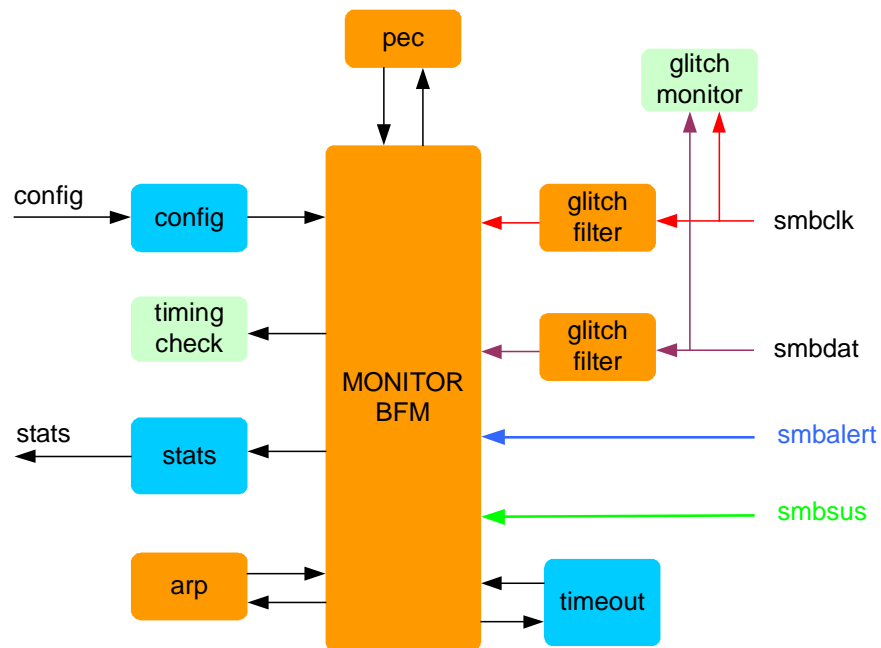 pec
glitch
monitor
config
config
glitch
filter
smbclk
timing
check
glitch
filter
smbdat
MONITOR
BFM
stats
stats
smbalert
smbsus
arp
timeout